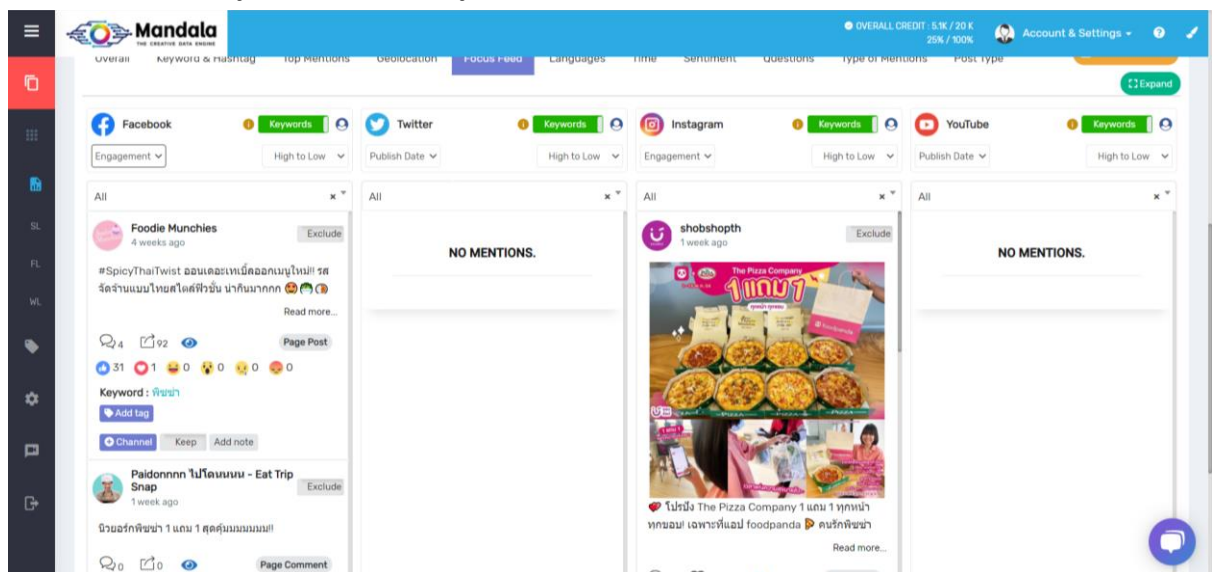 Mandala
THE CREATIVE DATA ENGINE
OVERALL CREDIT : 5.1K / 20 K
25% / 100%
Account & Settings
Overall Keyword & Hashtag Top Mentions Geolocation Focus Feed Languages Time Sentiment Questions Type of Mentions Post Type
Expand
SL
FL
WL
Facebook Keywords
Engagement High to Low
Twitter Keywords
Publish Date High to Low
Instagram Keywords
Engagement High to Low
YouTube Keywords
Publish Date High to Low
All
Foodie Munchies
4 weeks ago
Exclude
#SpicyThaiTwist ออนเดอะเทเบิ้ลออกเมนูใหม่!! รส
จัดจ้านแบบไทยสไตล์ฟิวชั่น น่ากินมากกก
Read more...
4 92 Page Post
31 1 0 0 0 0
Keyword : พิซซ่า
Add tag
Channel Keep Add note
Paidonnnn ไปโดนนนน - Eat Trip
Snap
1 week ago
Exclude
นิวยอร์กพิซซ่า 1 แถม 1 สุดคุ้มมมมมมม!!
0 0 Page Comment
All
NO MENTIONS.
All
shobshopth
1 week ago
Exclude
The Pizza Company
1 แถม 1
foodpanda
โปรปัง The Pizza Company 1 แถม 1 ทุกหน้า
ทุกขอบ! เฉพาะที่แอป foodpanda คนรักพิซซ่า
Read more...
All
NO MENTIONS.